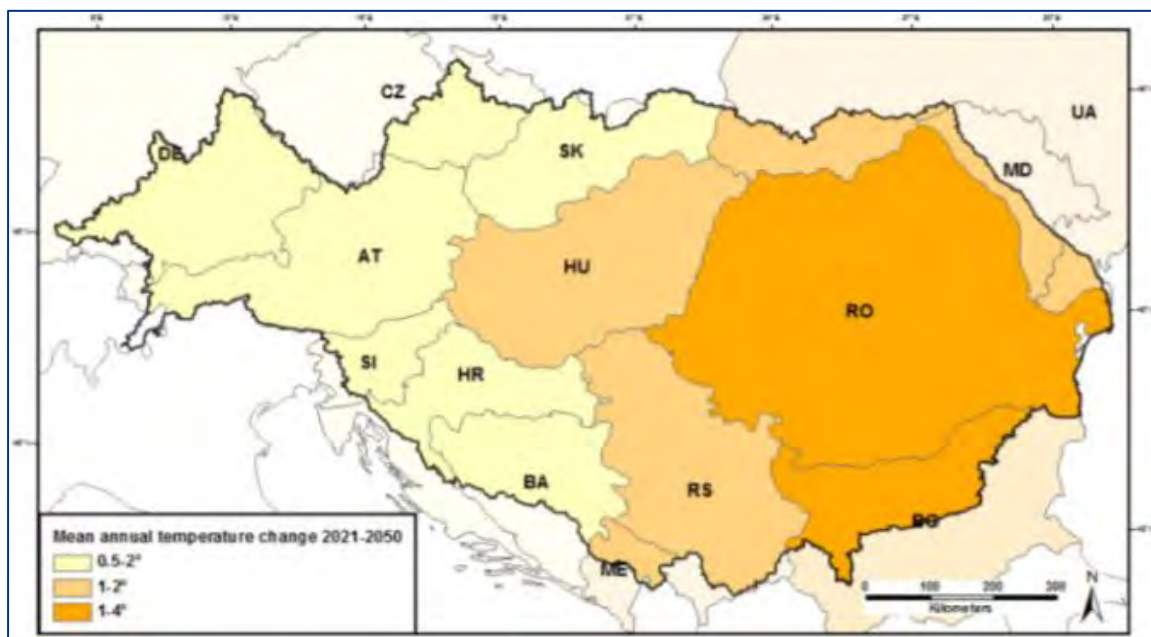 CZ
UA
DE
SK
MD
AT
HU
RO
SI
HR
BA
RS
BG
ME
Mean annual temperature change 2021-2050
0.5-2°
1-2°
1-4°
N
0 100 200 300
Kilometers